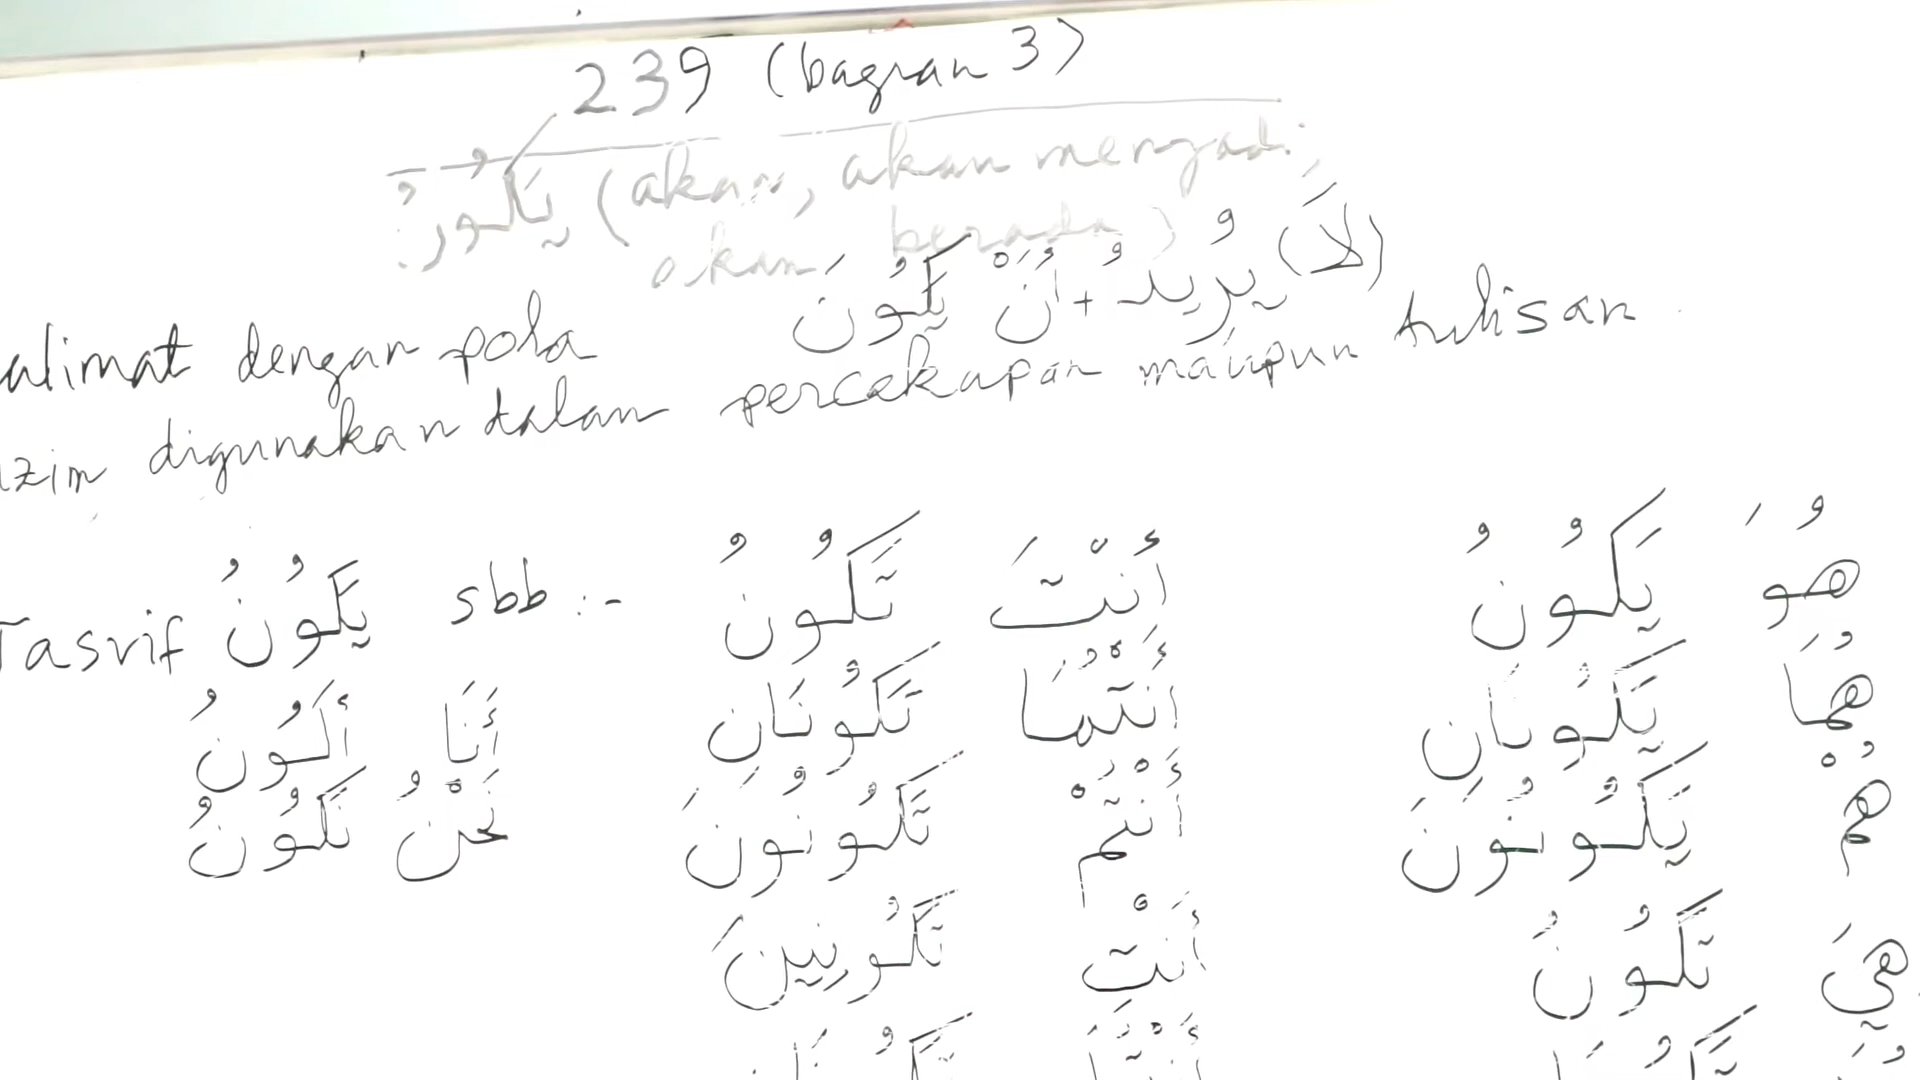 239 (bagian 3)
يَكُونُ (akan, akan menjadi,
akan berada)
alimat dengan pola (لَا) يُرِيدُ + أَنْ يَكُونَ
azim digunakan dalam percakapan maupun tulisan.
Tasrif يَكُونُ sbb :-
هُوَ يَكُونُ أَنْتَ تَكُونُ
هُمَا يَكُونَانِ أَنْتُمَا تَكُونَانِ أَنَا أَكُونُ
هُمْ يَكُونُونَ أَنْتُمْ تَكُونُونَ نَحْنُ نَكُونُ
هِيَ تَكُونُ أَنْتِ تَكُونِينَ